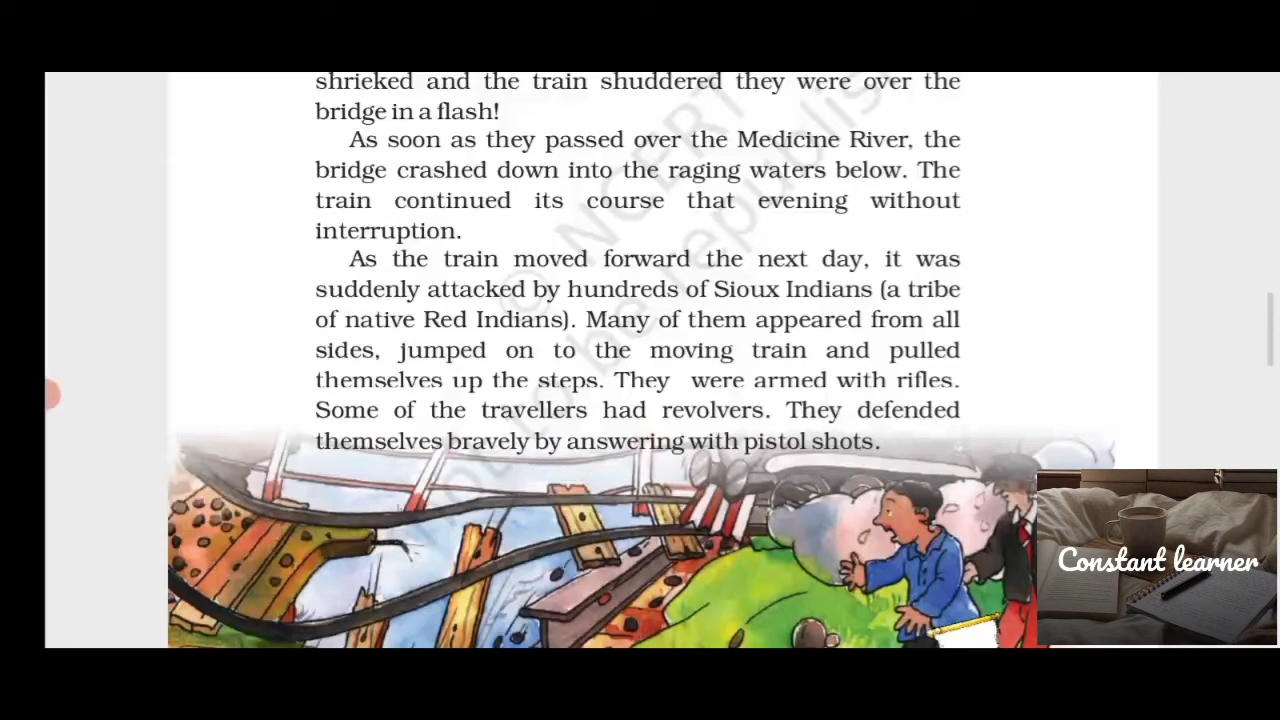 shrieked and the train shuddered they were over the
bridge in a flash!
As soon as they passed over the Medicine River, the
bridge crashed down into the raging waters below. The
train continued its course that evening without
interruption.
As the train moved forward the next day, it was
suddenly attacked by hundreds of Sioux Indians (a tribe
of native Red Indians). Many of them appeared from all
sides, jumped on to the moving train and pulled
themselves up the steps. They were armed with rifles.
Some of the travellers had revolvers. They defended
themselves bravely by answering with pistol shots.
© NCERT
to be republis
Constant learner